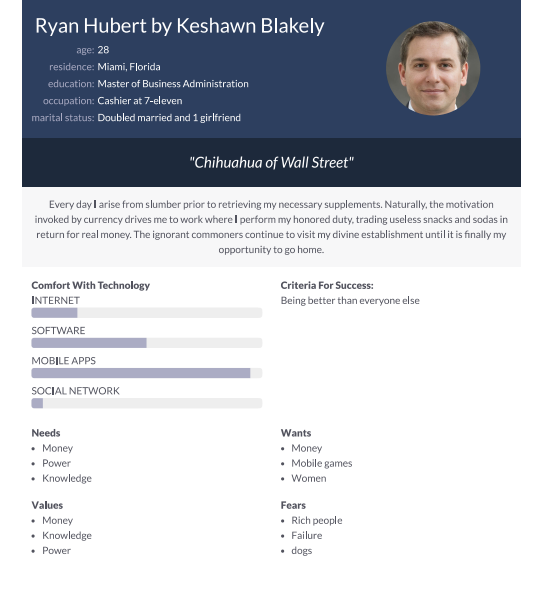 Ryan Hubert by Keshawn Blakely
age: 28
residence: Miami, Florida
education: Master of Business Administration
occupation: Cashier at 7-eleven
marital status: Doubled married and 1 girlfriend
"Chihuahua of Wall Street"
Every day I arise from slumber prior to retrieving my necessary supplements. Naturally, the motivation
invoked by currency drives me to work where I perform my honored duty, trading useless snacks and sodas in
return for real money. The ignorant commoners continue to visit my divine establishment until it is finally my
opportunity to go home.
Comfort With Technology
INTERNET
SOFTWARE
MOBILE APPS
SOCIAL NETWORK
Criteria For Success:
Being better than everyone else
Needs
• Money
• Power
• Knowledge
Wants
• Money
• Mobile games
• Women
Values
• Money
• Knowledge
• Power
Fears
• Rich people
• Failure
• dogs